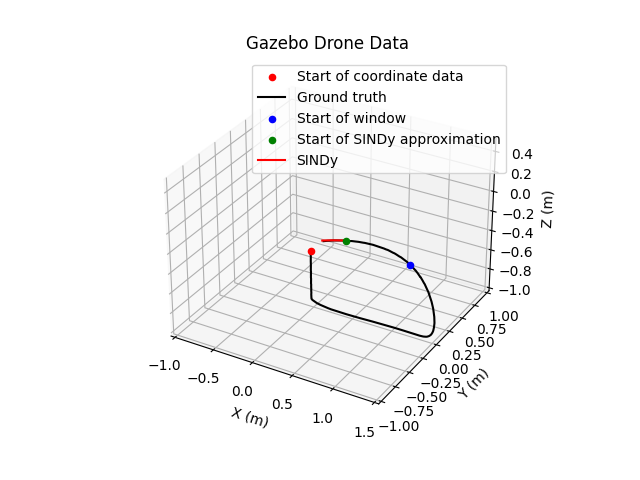 Gazebo Drone Data
Start of coordinate data
Ground truth
Start of window
Start of SINDy approximation
SINDy
0.4
0.2
0.0
−0.2
−0.4
−0.6
−0.8
−1.0
Z (m)
1.00
0.75
0.50
0.25
0.00
−0.25
−0.50
−0.75
−1.00
Y (m)
−1.0
−0.5
0.0
0.5
1.0
1.5
X (m)